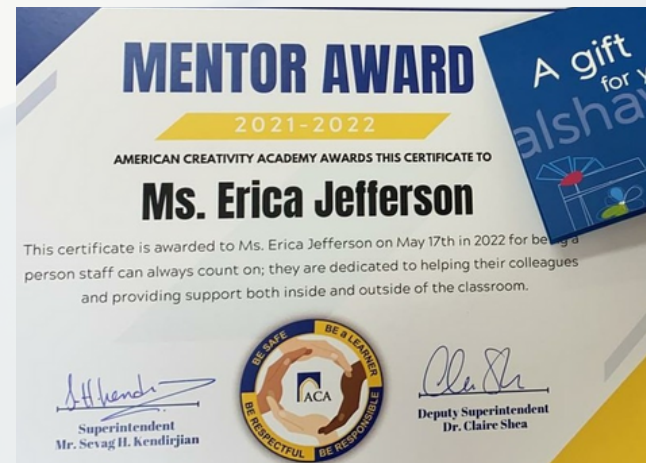 MENTOR AWARD
2021-2022
AMERICAN CREATIVITY ACADEMY AWARDS THIS CERTIFICATE TO
Ms. Erica Jefferson
This certificate is awarded to Ms. Erica Jefferson on May 17th in 2022 for being a
person staff can always count on; they are dedicated to helping their colleagues
and providing support both inside and outside of the classroom.
Superintendent
Mr. Sevag H. Kendirjian
BE SAFE
BE a LEARNER
BE RESPECTFUL
BE RESPONSIBLE
ACA
Deputy Superintendent
Dr. Claire Shea
A gift
for